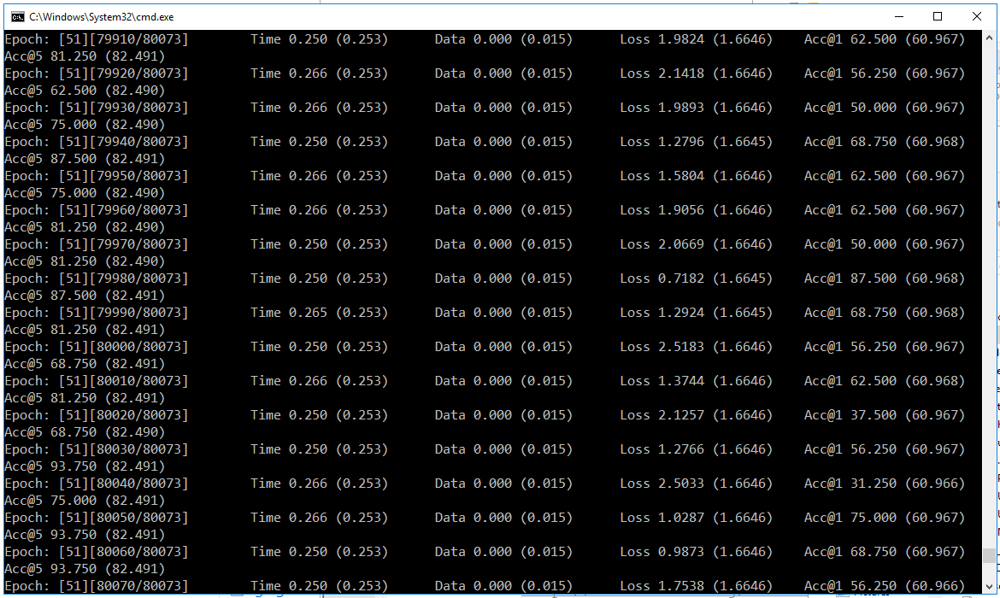 C:\Windows\System32\cmd.exe
Epoch: [51][79910/80073] Time 0.250 (0.253) Data 0.000 (0.015) Loss 1.9824 (1.6646) Acc@1 62.500 (60.967)
Acc@5 81.250 (82.491)
Epoch: [51][79920/80073] Time 0.266 (0.253) Data 0.000 (0.015) Loss 2.1418 (1.6646) Acc@1 56.250 (60.967)
Acc@5 62.500 (82.490)
Epoch: [51][79930/80073] Time 0.266 (0.253) Data 0.000 (0.015) Loss 1.9893 (1.6646) Acc@1 50.000 (60.967)
Acc@5 75.000 (82.490)
Epoch: [51][79940/80073] Time 0.250 (0.253) Data 0.000 (0.015) Loss 1.2796 (1.6645) Acc@1 68.750 (60.968)
Acc@5 87.500 (82.491)
Epoch: [51][79950/80073] Time 0.266 (0.253) Data 0.000 (0.015) Loss 1.5804 (1.6646) Acc@1 62.500 (60.967)
Acc@5 75.000 (82.490)
Epoch: [51][79960/80073] Time 0.266 (0.253) Data 0.000 (0.015) Loss 1.9056 (1.6646) Acc@1 62.500 (60.967)
Acc@5 81.250 (82.490)
Epoch: [51][79970/80073] Time 0.250 (0.253) Data 0.000 (0.015) Loss 2.0669 (1.6646) Acc@1 50.000 (60.967)
Acc@5 81.250 (82.490)
Epoch: [51][79980/80073] Time 0.250 (0.253) Data 0.000 (0.015) Loss 0.7182 (1.6645) Acc@1 87.500 (60.968)
Acc@5 87.500 (82.491)
Epoch: [51][79990/80073] Time 0.265 (0.253) Data 0.000 (0.015) Loss 1.2924 (1.6645) Acc@1 68.750 (60.968)
Acc@5 81.250 (82.491)
Epoch: [51][80000/80073] Time 0.250 (0.253) Data 0.000 (0.015) Loss 2.5183 (1.6646) Acc@1 56.250 (60.967)
Acc@5 68.750 (82.491)
Epoch: [51][80010/80073] Time 0.266 (0.253) Data 0.000 (0.015) Loss 1.3744 (1.6646) Acc@1 62.500 (60.968)
Acc@5 81.250 (82.491)
Epoch: [51][80020/80073] Time 0.250 (0.253) Data 0.000 (0.015) Loss 2.1257 (1.6646) Acc@1 37.500 (60.967)
Acc@5 68.750 (82.490)
Epoch: [51][80030/80073] Time 0.250 (0.253) Data 0.000 (0.015) Loss 1.2766 (1.6646) Acc@1 56.250 (60.967)
Acc@5 93.750 (82.491)
Epoch: [51][80040/80073] Time 0.266 (0.253) Data 0.000 (0.015) Loss 2.5033 (1.6646) Acc@1 31.250 (60.966)
Acc@5 75.000 (82.491)
Epoch: [51][80050/80073] Time 0.266 (0.253) Data 0.000 (0.015) Loss 1.0287 (1.6646) Acc@1 75.000 (60.967)
Acc@5 93.750 (82.491)
Epoch: [51][80060/80073] Time 0.250 (0.253) Data 0.000 (0.015) Loss 0.9873 (1.6646) Acc@1 68.750 (60.967)
Acc@5 93.750 (82.491)
Epoch: [51][80070/80073] Time 0.250 (0.253) Data 0.000 (0.015) Loss 1.7538 (1.6646) Acc@1 56.250 (60.966)